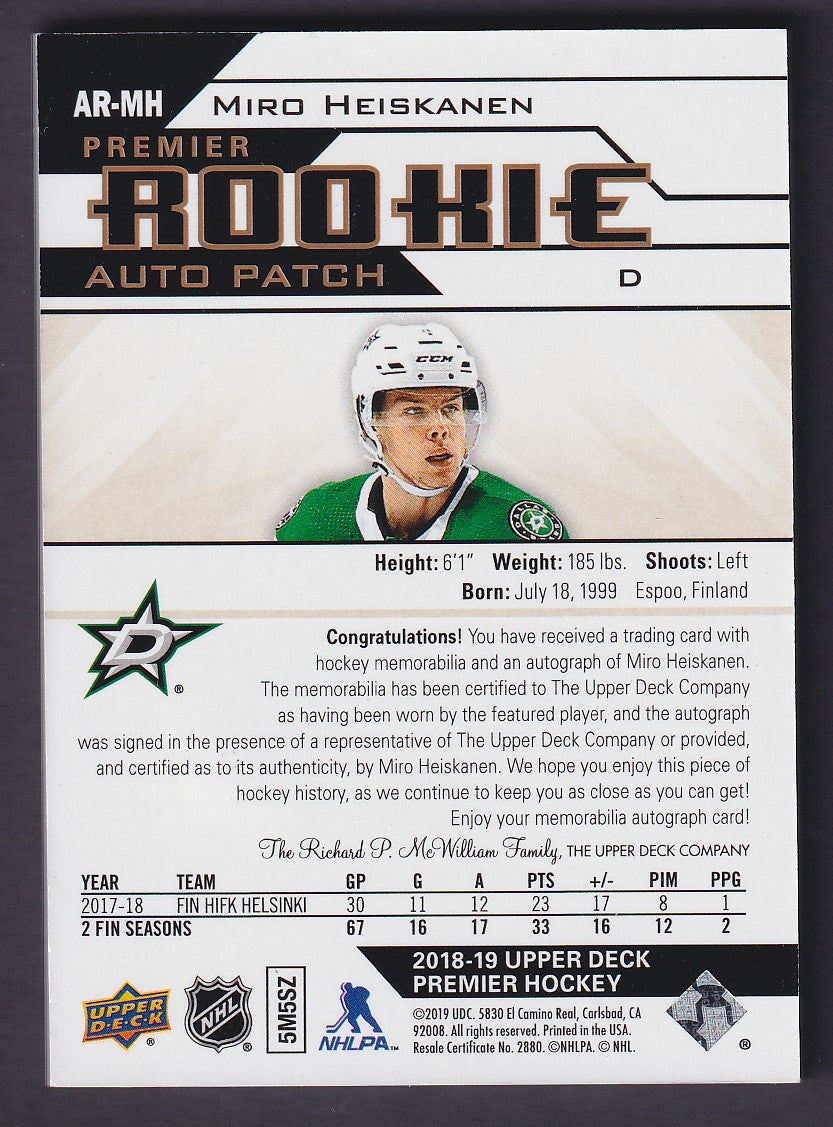 AR-MH MIRO HEISKANEN
PREMIER
ROOKIE
AUTO PATCH D
CCM
DALLAS
Height: 6'1" Weight: 185 lbs. Shoots: Left
Born: July 18, 1999 Espoo, Finland
D
®
Congratulations! You have received a trading card with
hockey memorabilia and an autograph of Miro Heiskanen.
The memorabilia has been certified to The Upper Deck Company
as having been worn by the featured player, and the autograph
was signed in the presence of a representative of The Upper Deck Company or provided,
and certified as to its authenticity, by Miro Heiskanen. We hope you enjoy this piece of
hockey history, as we continue to keep you as close as you can get!
Enjoy your memorabilia autograph card!
The Richard P. McWilliam Family, THE UPPER DECK COMPANY
YEAR TEAM GP G A PTS +/- PIM PPG
2017-18 FIN HIFK HELSINKI 30 11 12 23 17 8 1
2 FIN SEASONS 67 16 17 33 16 12 2
2018-19 UPPER DECK
PREMIER HOCKEY
UPPER
D·E·C·K
®
NHL
®
5M5SZ
NHLPA™
©2019 UDC. 5830 El Camino Real, Carlsbad, CA
92008. All rights reserved. Printed in the USA.
Resale Certificate No. 2880. ©NHLPA. © NHL.
®